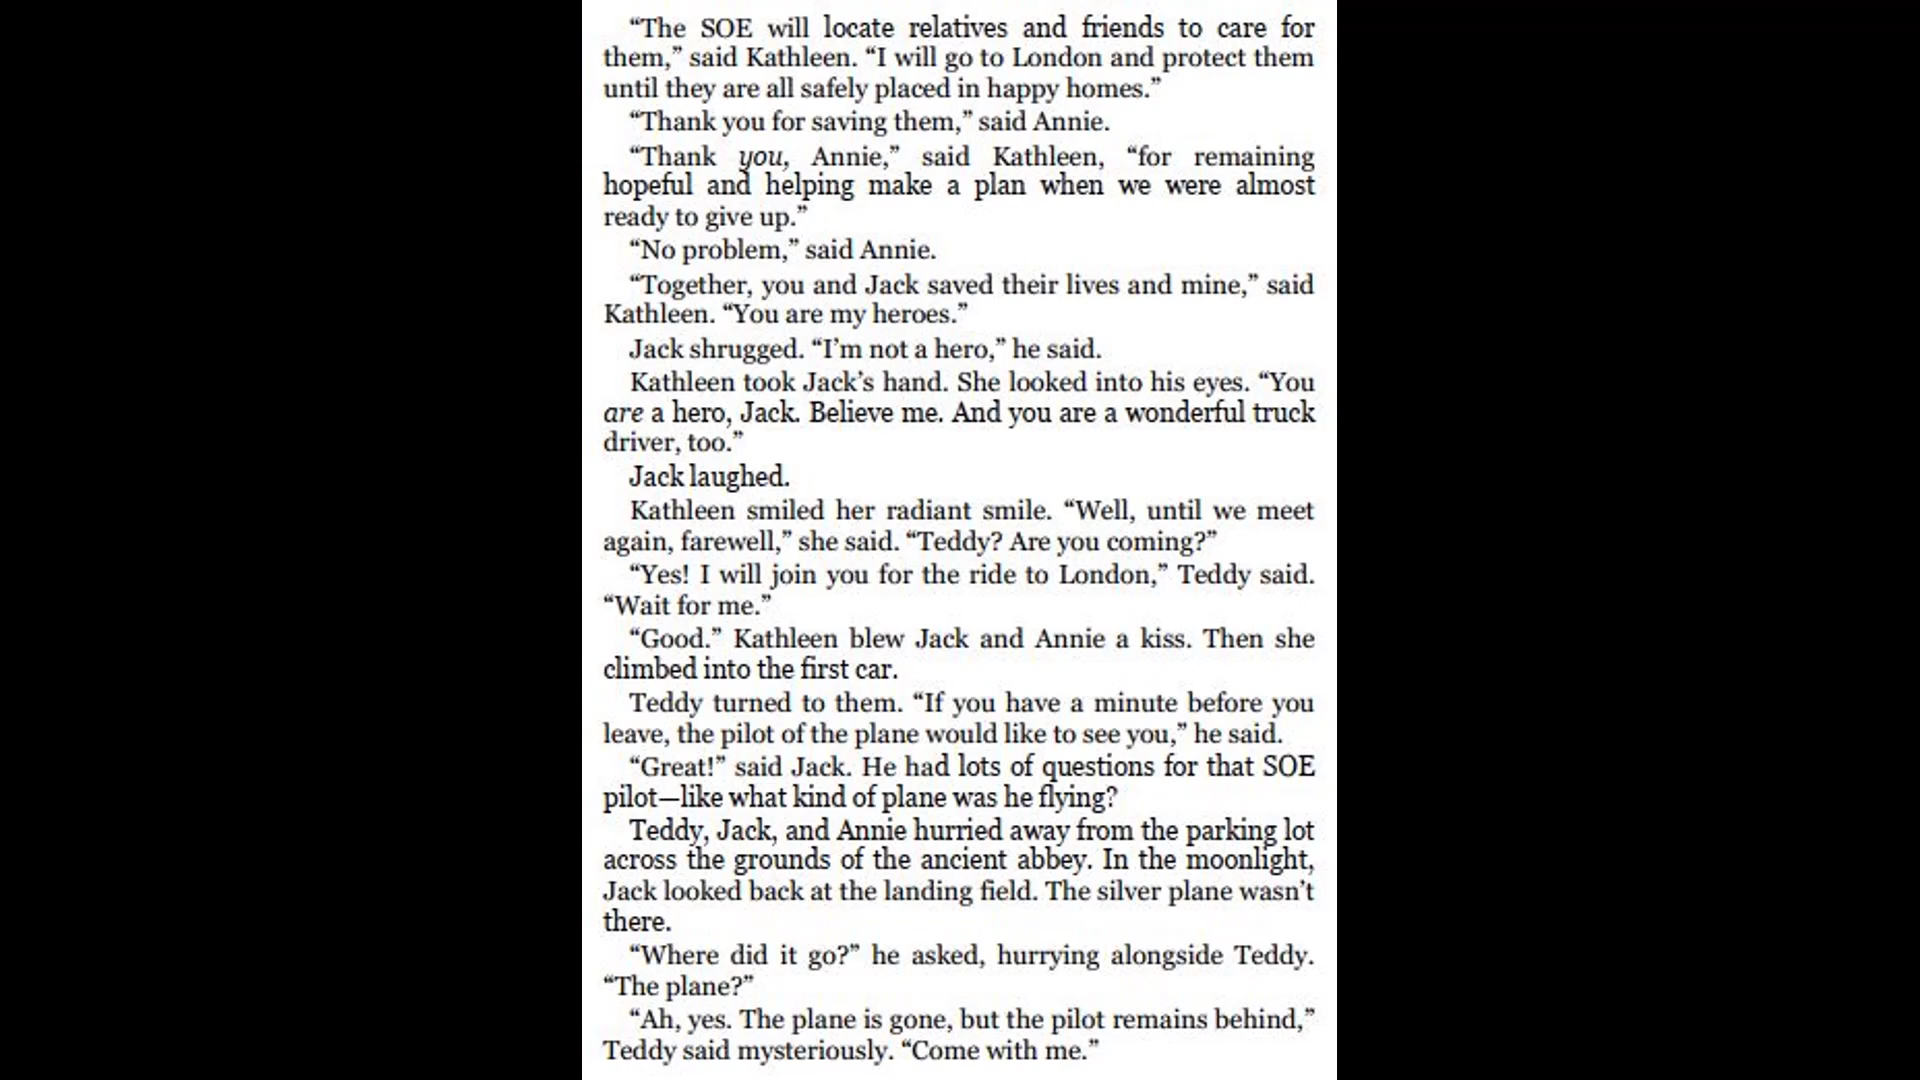 “The SOE will locate relatives and friends to care for
them,” said Kathleen. “I will go to London and protect them
until they are all safely placed in happy homes.”
“Thank you for saving them,” said Annie.
“Thank you, Annie,” said Kathleen, “for remaining
hopeful and helping make a plan when we were almost
ready to give up.”
“No problem,” said Annie.
“Together, you and Jack saved their lives and mine,” said
Kathleen. “You are my heroes.”
Jack shrugged. “I’m not a hero,” he said.
Kathleen took Jack’s hand. She looked into his eyes. “You
are a hero, Jack. Believe me. And you are a wonderful truck
driver, too.”
Jack laughed.
Kathleen smiled her radiant smile. “Well, until we meet
again, farewell,” she said. “Teddy? Are you coming?”
“Yes! I will join you for the ride to London,” Teddy said.
“Wait for me.”
“Good.” Kathleen blew Jack and Annie a kiss. Then she
climbed into the first car.
Teddy turned to them. “If you have a minute before you
leave, the pilot of the plane would like to see you,” he said.
“Great!” said Jack. He had lots of questions for that SOE
pilot—like what kind of plane was he flying?
Teddy, Jack, and Annie hurried away from the parking lot
across the grounds of the ancient abbey. In the moonlight,
Jack looked back at the landing field. The silver plane wasn’t
there.
“Where did it go?” he asked, hurrying alongside Teddy.
“The plane?”
“Ah, yes. The plane is gone, but the pilot remains behind,”
Teddy said mysteriously. “Come with me.”